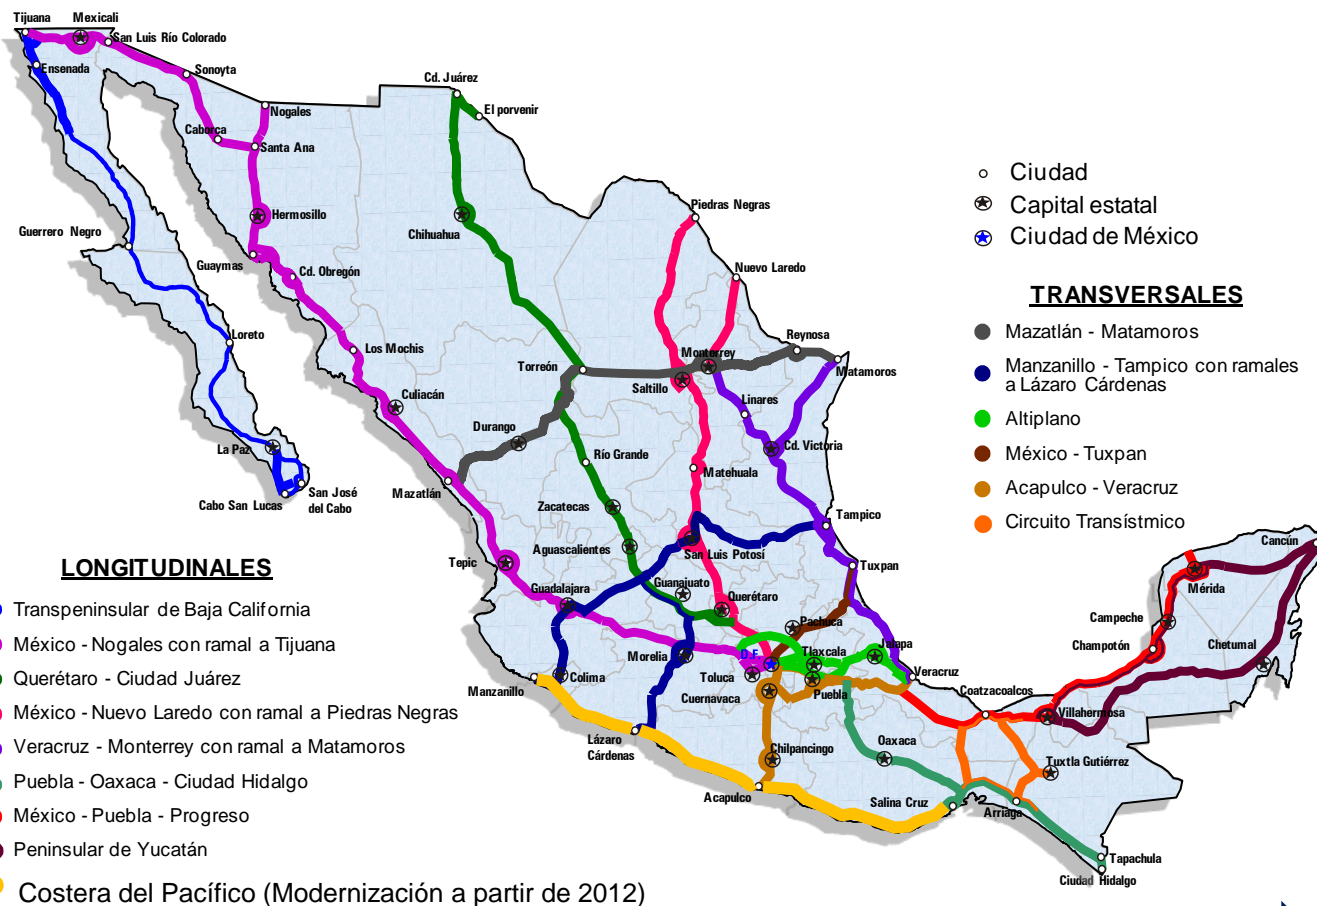 Tijuana
Mexicali
San Luis Río Colorado
Ensenada
Sonoyta
Cd. Juárez
El porvenir
Nogales
Caborca
Santa Ana
Hermosillo
Chihuahua
Piedras Negras
Guerrero Negro
Guaymas
Cd. Obregón
Nuevo Laredo
Loreto
Los Mochis
Reynosa
Monterrey
Matamoros
Torreón
Saltillo
Culiacán
Linares
Durango
La Paz
Cd. Victoria
Río Grande
Matehuala
Mazatlán
San José
del Cabo
Cabo San Lucas
Zacatecas
Tampico
Aguascalientes
San Luis Potosí
Tepic
Tuxpan
Guadalajara
Guanajuato
Querétaro
Pachuca
Jalapa
Morelia
D.F.
Tlaxcala
Toluca
Veracruz
Colima
Manzanillo
Cuernavaca
Puebla
Coatzacoalcos
Cancún
Mérida
Campeche
Champotón
Chetumal
Villahermosa
Lázaro
Cárdenas
Chilpancingo
Oaxaca
Tuxtla Gutiérrez
Acapulco
Salina Cruz
Arriaga
Tapachula
Ciudad Hidalgo
Ciudad
Capital estatal
Ciudad de México
TRANSVERSALES
Mazatlán - Matamoros
Manzanillo - Tampico con ramales
a Lázaro Cárdenas
Altiplano
México - Tuxpan
Acapulco - Veracruz
Circuito Transístmico
LONGITUDINALES
Transpeninsular de Baja California
México - Nogales con ramal a Tijuana
Querétaro - Ciudad Juárez
México - Nuevo Laredo con ramal a Piedras Negras
Veracruz - Monterrey con ramal a Matamoros
Puebla - Oaxaca - Ciudad Hidalgo
México - Puebla - Progreso
Peninsular de Yucatán
Costera del Pacífico (Modernización a partir de 2012)